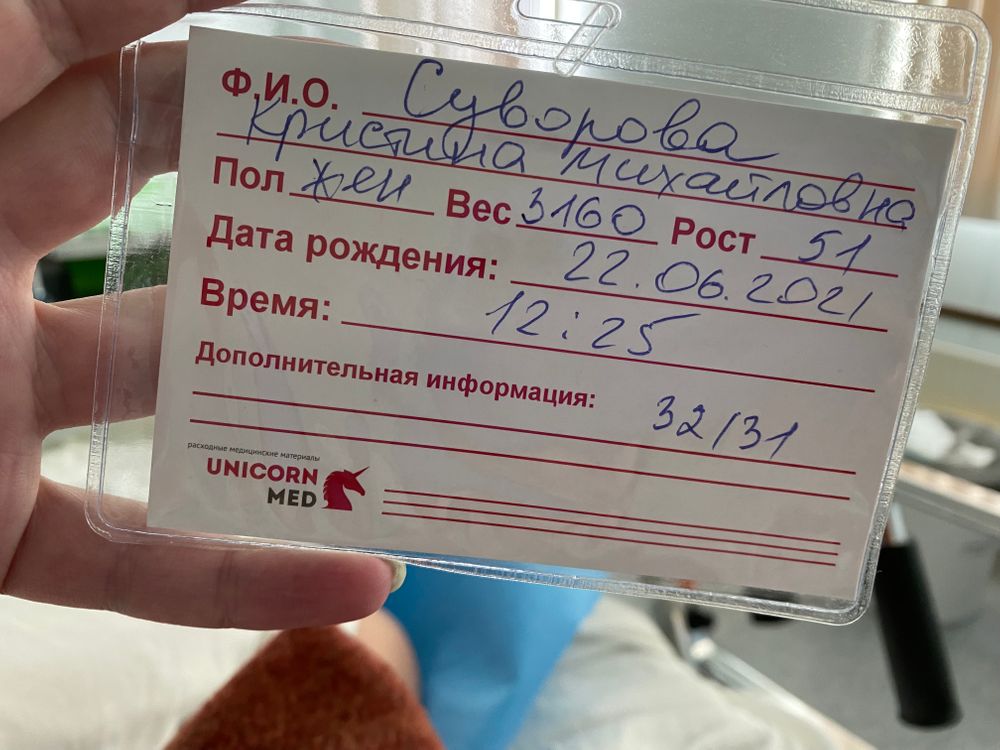 Ф.И.О. Суворова
Кристина Михайловна
Пол жен Вес 3160 Рост 51
Дата рождения: 22.06.2021
Время: 12:25
Дополнительная информация:
32/31
расходные медицинские материалы
UNICORN
MED